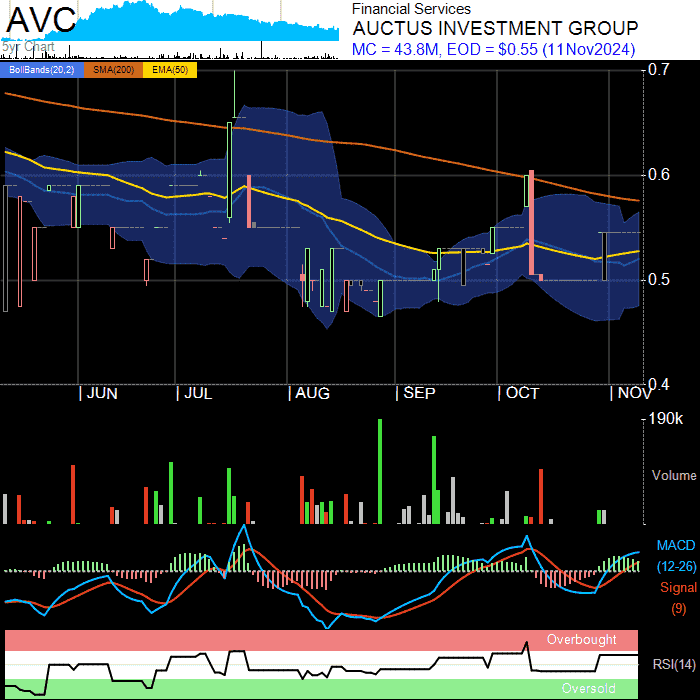 AVC
5yr Chart
Financial Services
AUCTUS INVESTMENT GROUP
MC = 43.8M, EOD = $0.55 (11Nov2024)
BollBands(20,2) SMA(200) EMA(50)
0.7
0.6
0.5
0.4
JUN JUL AUG SEP OCT NOV
190k
Volume
MACD
(12-26)
Signal
(9)
Overbought
RSI(14)
Oversold